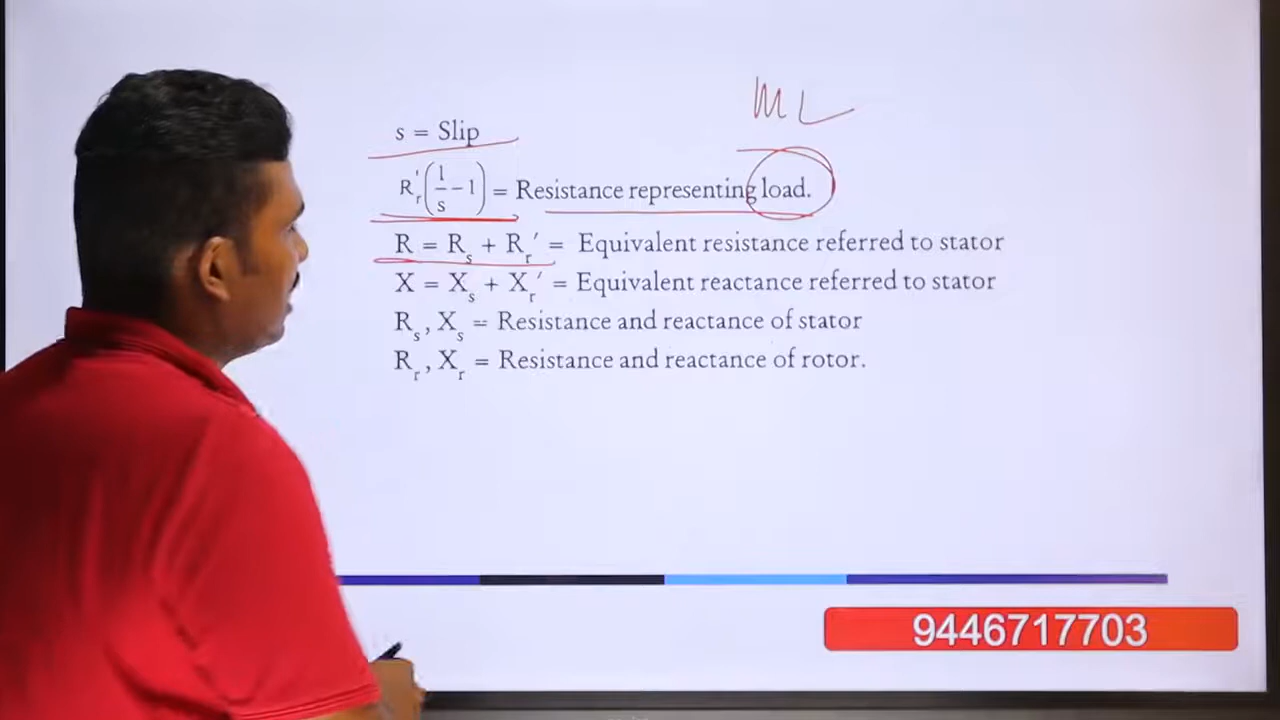 ML
s = Slip
R'r(1/s−1) = Resistance representing load.
R = Rs + Rr' = Equivalent resistance referred to stator
X = Xs + Xr' = Equivalent reactance referred to stator
Rs, Xs = Resistance and reactance of stator
Rr, Xr = Resistance and reactance of rotor.
9446717703